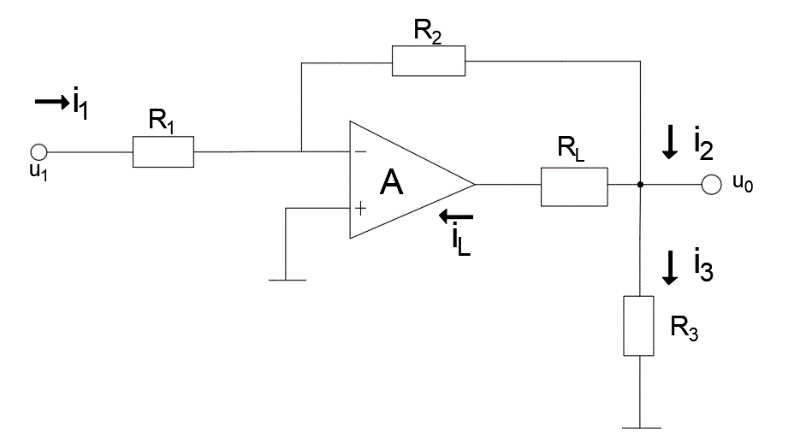 R2
i1
R1
u1
−
A
+
RL
i2
u0
iL
i3
R3